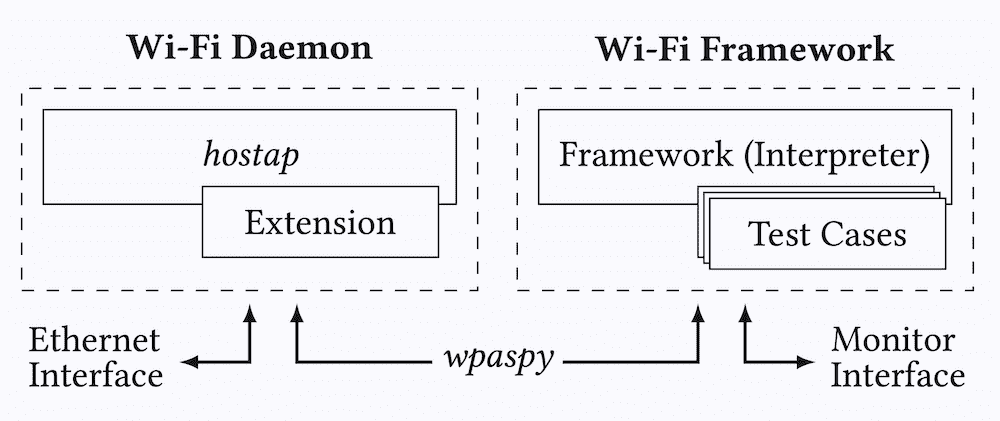 Wi-Fi Daemon
Wi-Fi Framework
hostap
Extension
Framework (Interpreter)
Test Cases
Ethernet
Interface
wpaspy
Monitor
Interface